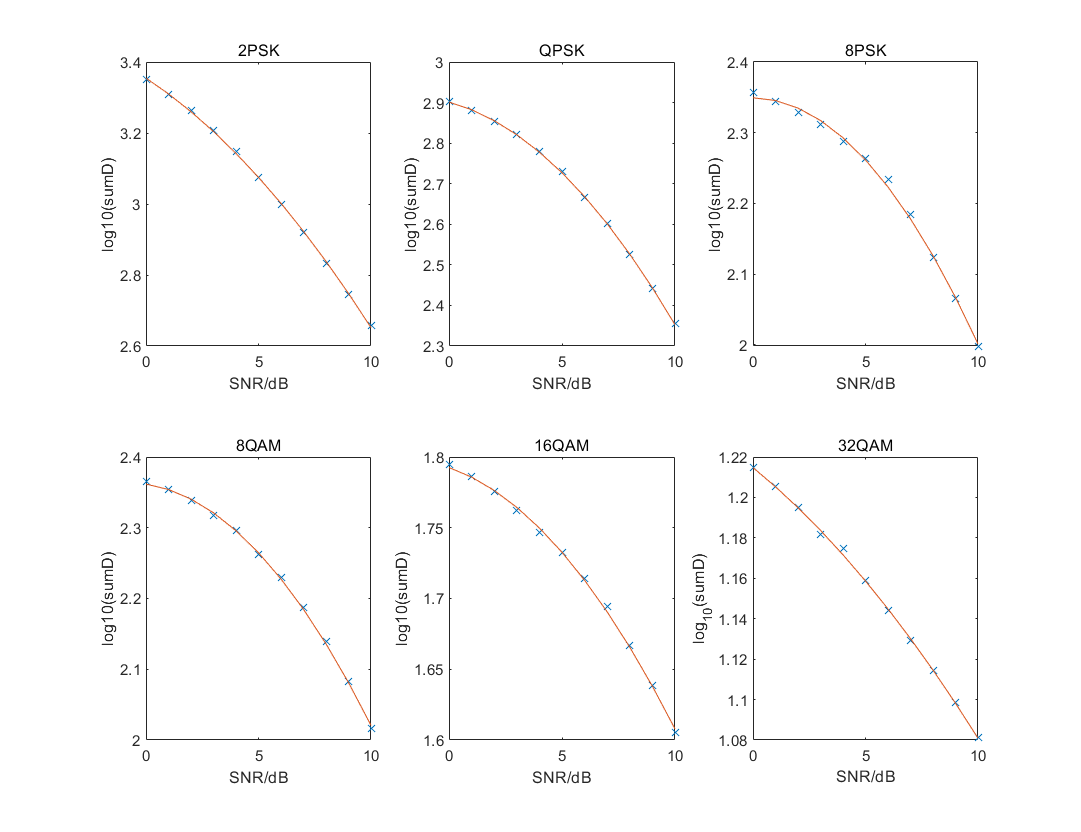 2PSK
3.4
3.2
3
2.8
2.6
log10(sumD)
0 5 10
SNR/dB
QPSK
3
2.9
2.8
2.7
2.6
2.5
2.4
2.3
log10(sumD)
0 5 10
SNR/dB
8PSK
2.4
2.3
2.2
2.1
2
log10(sumD)
0 5 10
SNR/dB
8QAM
2.4
2.3
2.2
2.1
2
log10(sumD)
0 5 10
SNR/dB
16QAM
1.8
1.75
1.7
1.65
1.6
log10(sumD)
0 5 10
SNR/dB
32QAM
1.22
1.2
1.18
1.16
1.14
1.12
1.1
1.08
log₁₀(sumD)
0 5 10
SNR/dB